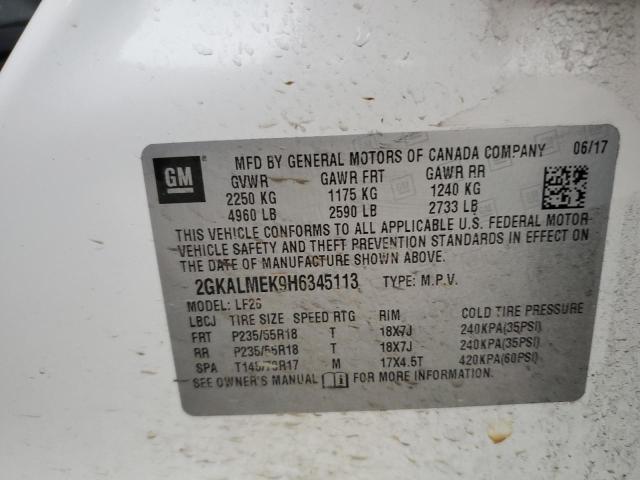 GM MFD BY GENERAL MOTORS OF CANADA COMPANY 06/17
GVWR GAWR FRT GAWR RR
2250 KG 1175 KG 1240 KG
4960 LB 2590 LB 2733 LB
THIS VEHICLE CONFORMS TO ALL APPLICABLE U.S. FEDERAL MOTOR
VEHICLE SAFETY AND THEFT PREVENTION STANDARDS IN EFFECT ON
THE DATE OF MANUFACTURE SHOWN ABOVE.
2GKALMEK9H6345113 TYPE: M.P.V.
MODEL: LF26
LBCJ TIRE SIZE SPEED RTG RIM COLD TIRE PRESSURE
FRT P235/55R18 T 18X7J 240KPA(35PSI)
RR P235/55R18 T 18X7J 240KPA(35PSI)
SPA T145/70R17 M 17X4.5T 420KPA(60PSI)
SEE OWNER'S MANUAL i FOR MORE INFORMATION.